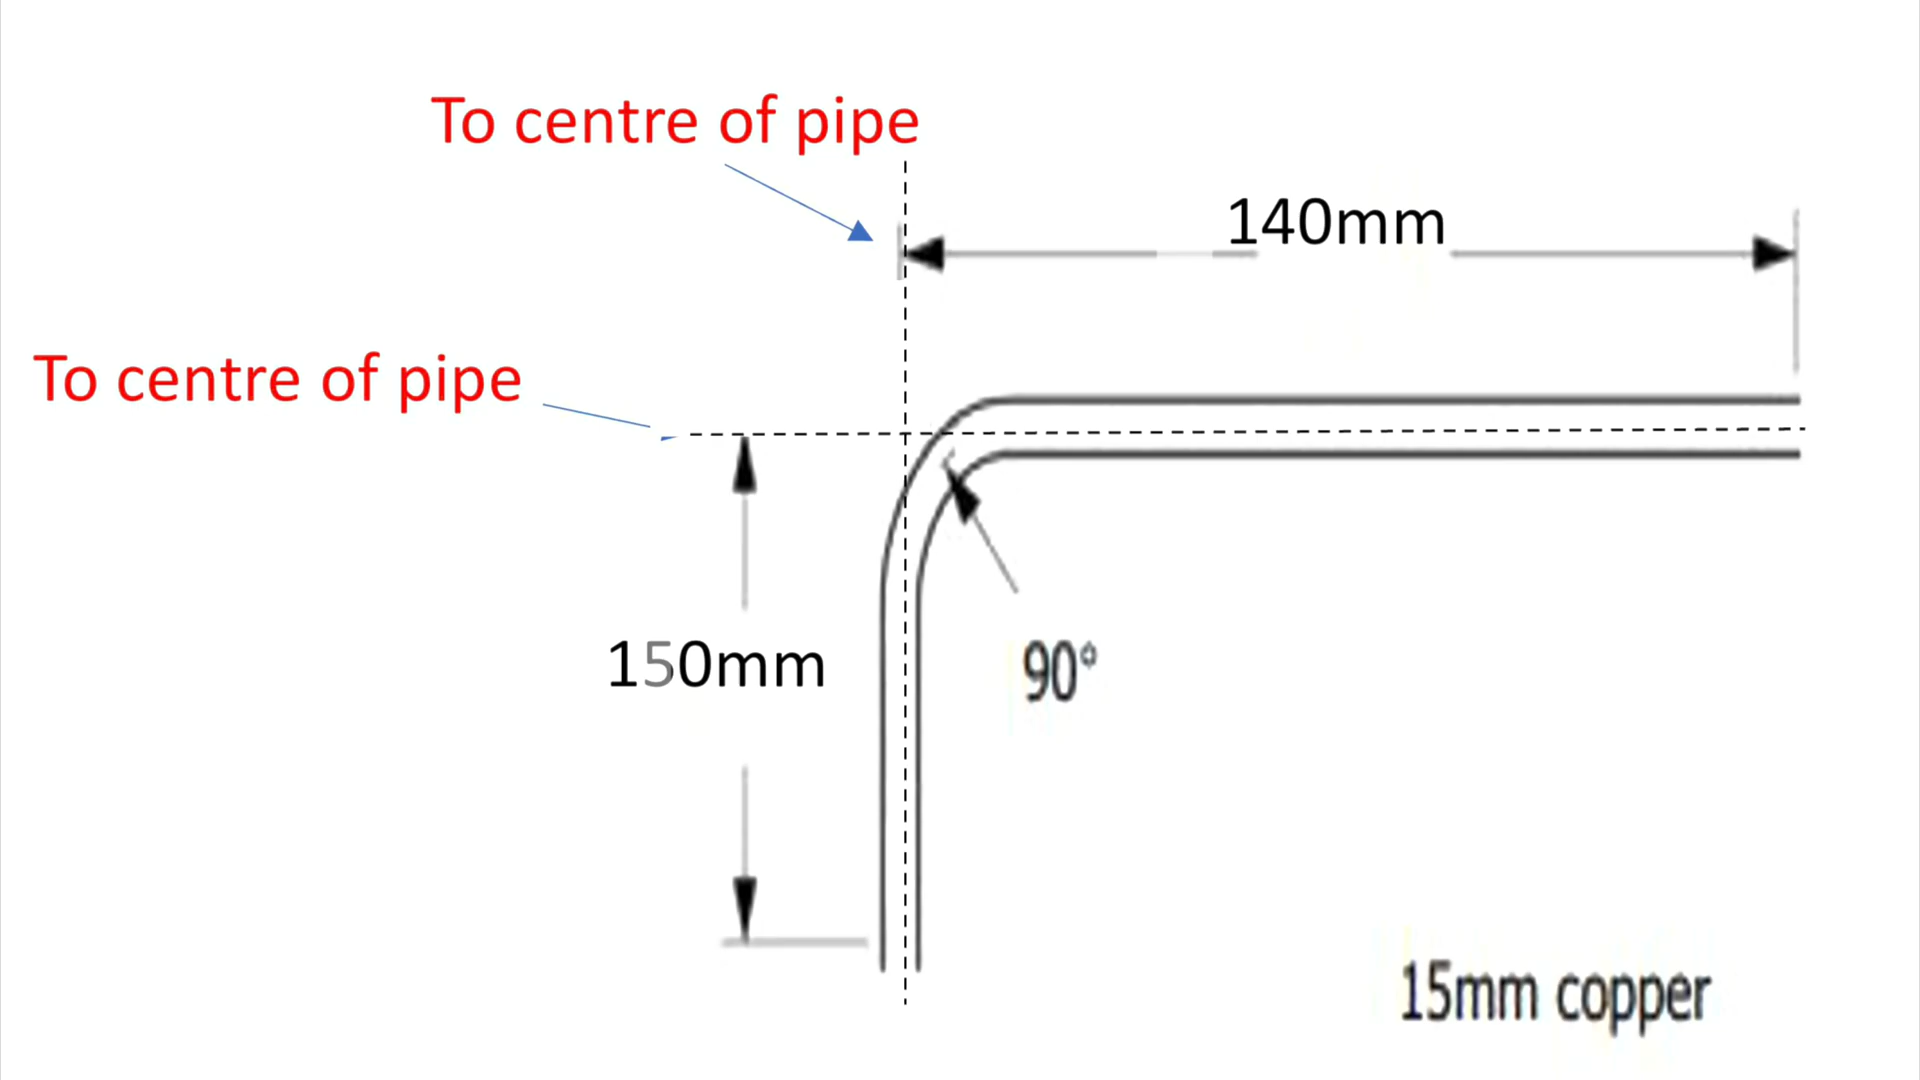 To centre of pipe
140mm
To centre of pipe
150mm
90°
15mm copper